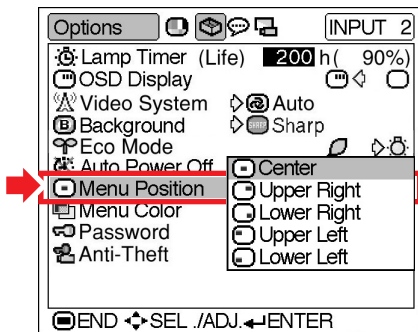 Options INPUT 2
Lamp Timer (Life) 200 h( 90%)
OSD Display
Video System Auto
B Background SHARP Sharp
Eco Mode
Auto Power Off
Center
Menu Position
Upper Right
Menu Color
Lower Right
Password
Upper Left
Anti-Theft
Lower Left
END SEL ./ADJ. ENTER